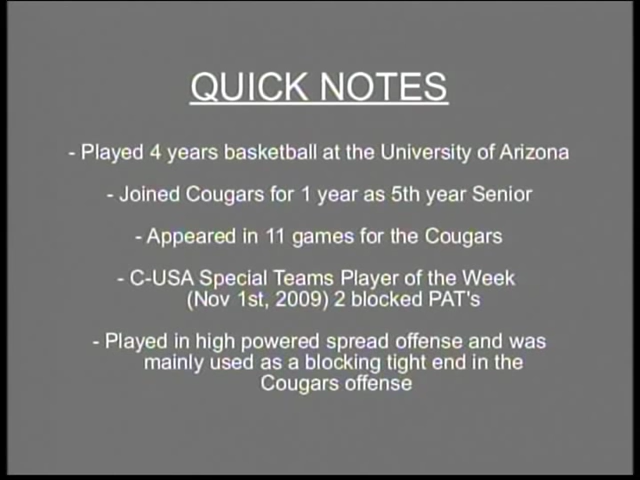 QUICK NOTES
- Played 4 years basketball at the University of Arizona
- Joined Cougars for 1 year as 5th year Senior
- Appeared in 11 games for the Cougars
- C-USA Special Teams Player of the Week
(Nov 1st, 2009) 2 blocked PAT's
- Played in high powered spread offense and was
mainly used as a blocking tight end in the
Cougars offense